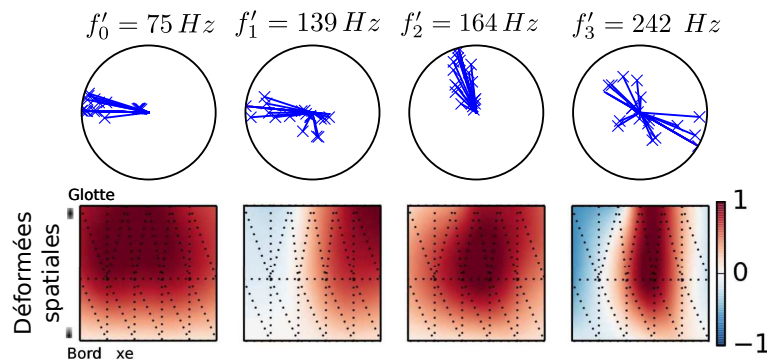 f′₀ = 75 Hz f′₁ = 139 Hz f′₂ = 164 Hz f′₃ = 242 Hz
Glotte
Déformées
spatiales
1
0
−1
Bord xe